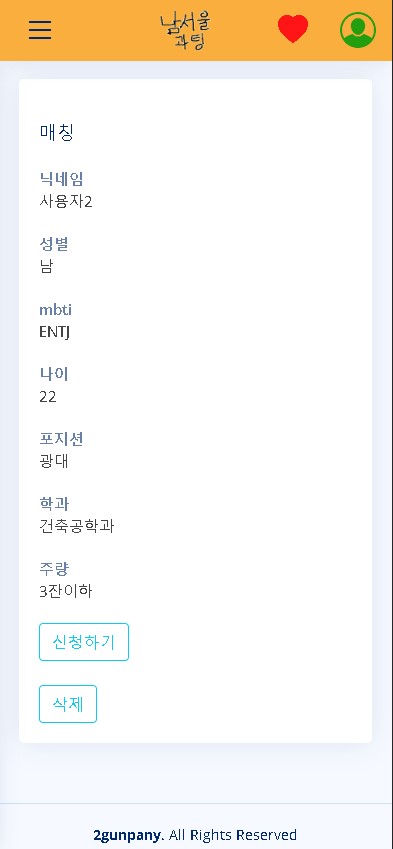 남서울
과팅
매칭
닉네임
사용자2
성별
남
mbti
ENTJ
나이
22
포지션
광대
학과
건축공학과
주량
3잔이하
신청하기
삭제
2gunpany. All Rights Reserved